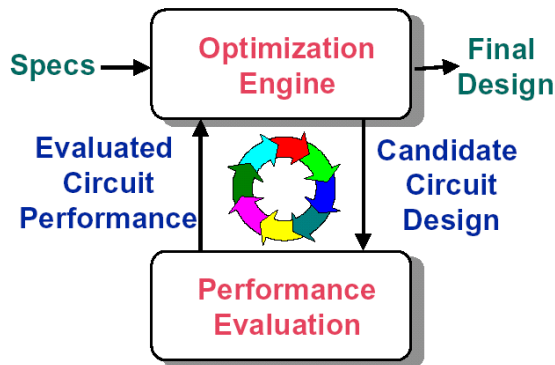 Specs
Optimization
Engine
Final
Design
Evaluated
Circuit
Performance
Candidate
Circuit
Design
Performance
Evaluation